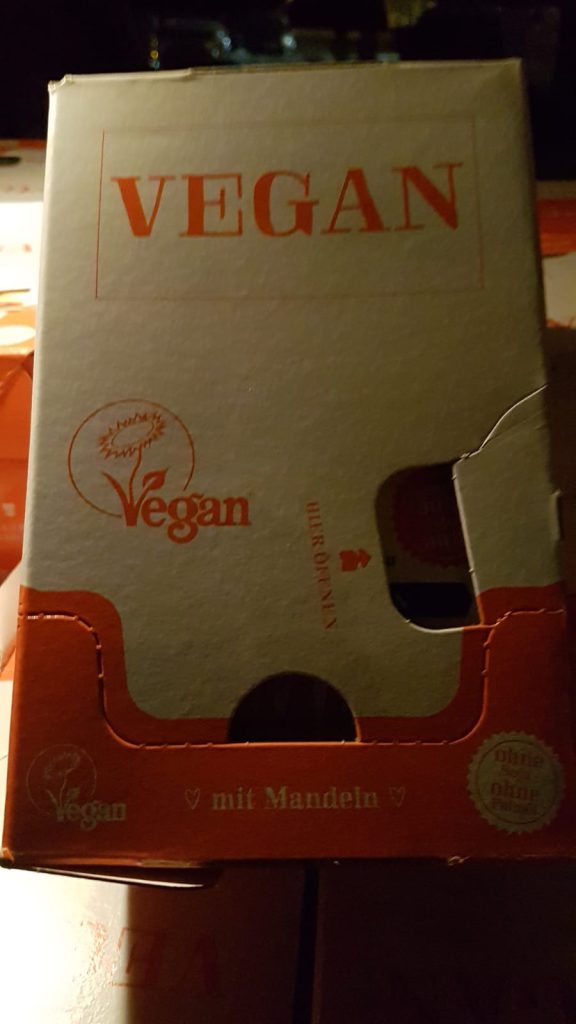 VEGAN
Vegan
HIER ÖFFNEN
Vegan
♡ mit Mandeln ♡
ohne
ohne